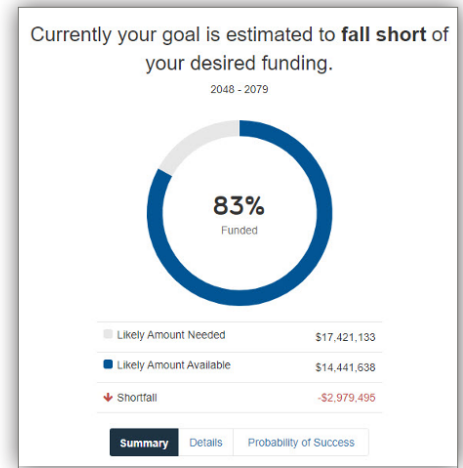 Currently your goal is estimated to fall short of
your desired funding.
2048 - 2079
83%
Funded
Likely Amount Needed $17,421,133
Likely Amount Available $14,441,638
Shortfall -$2,979,495
Summary Details Probability of Success